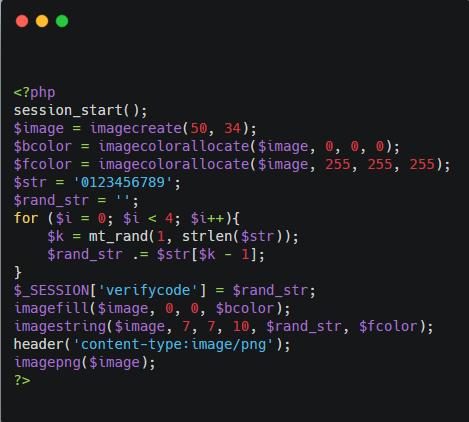 <?php
session_start();
$image = imagecreate(50, 34);
$bcolor = imagecolorallocate($image, 0, 0, 0);
$fcolor = imagecolorallocate($image, 255, 255, 255);
$str = '0123456789';
$rand_str = '';
for ($i = 0; $i < 4; $i++){
    $k = mt_rand(1, strlen($str));
    $rand_str .= $str[$k - 1];
}
$_SESSION['verifycode'] = $rand_str;
imagefill($image, 0, 0, $bcolor);
imagestring($image, 7, 7, 10, $rand_str, $fcolor);
header('content-type:image/png');
imagepng($image);
?>